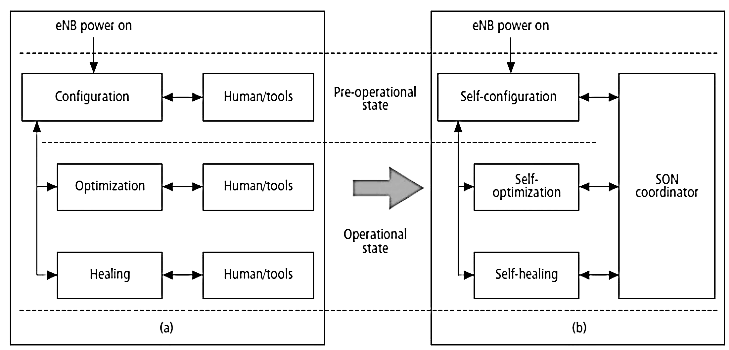 eNB power on
eNB power on
Configuration
Human/tools
Pre-operational
state
Self-configuration
Optimization
Human/tools
Self-
optimization
SON
coordinator
Operational
state
Healing
Human/tools
Self-healing
(a)
(b)